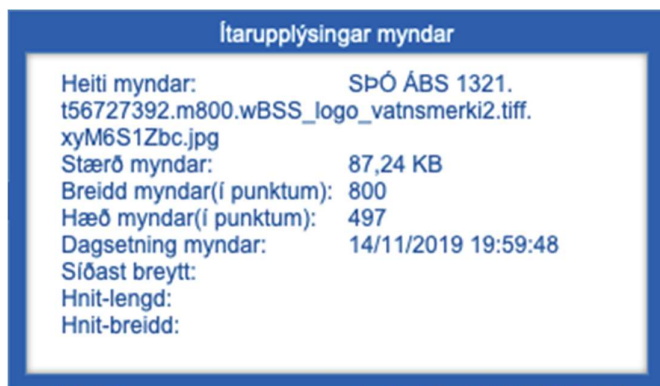 Ítarupplýsingar myndar
Heiti myndar: SÞÓ ÁBS 1321.
t56727392.m800.wBSS_logo_vatnsmerki2.tiff.
xyM6S1Zbc.jpg
Stærð myndar: 87,24 KB
Breidd myndar(í punktum): 800
Hæð myndar(í punktum): 497
Dagsetning myndar: 14/11/2019 19:59:48
Síðast breytt:
Hnit-lengd:
Hnit-breidd: